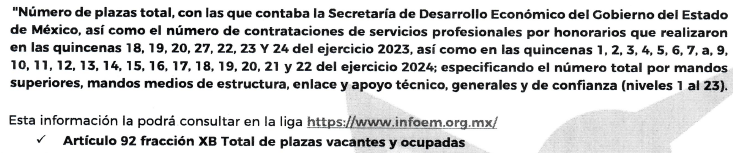 "Número de plazas total, con las que contaba la Secretaría de Desarrollo Económico del Gobierno del Estado
de México, así como el número de contrataciones de servicios profesionales por honorarios que realizaron
en las quincenas 18, 19, 20, 27, 22, 23 Y 24 del ejercicio 2023, así como en las quincenas 1, 2, 3, 4, 5, 6, 7, a, 9,
10, 11, 12, 13, 14, 15, 16, 17, 18, 19, 20, 21 y 22 del ejercicio 2024; especificando el número total por mandos
superiores, mandos medios de estructura, enlace y apoyo técnico, generales y de confianza (niveles 1 al 23).
Esta información la podrá consultar en la liga https://www.infoem.org.mx/
✓ Artículo 92 fracción XB Total de plazas vacantes y ocupadas